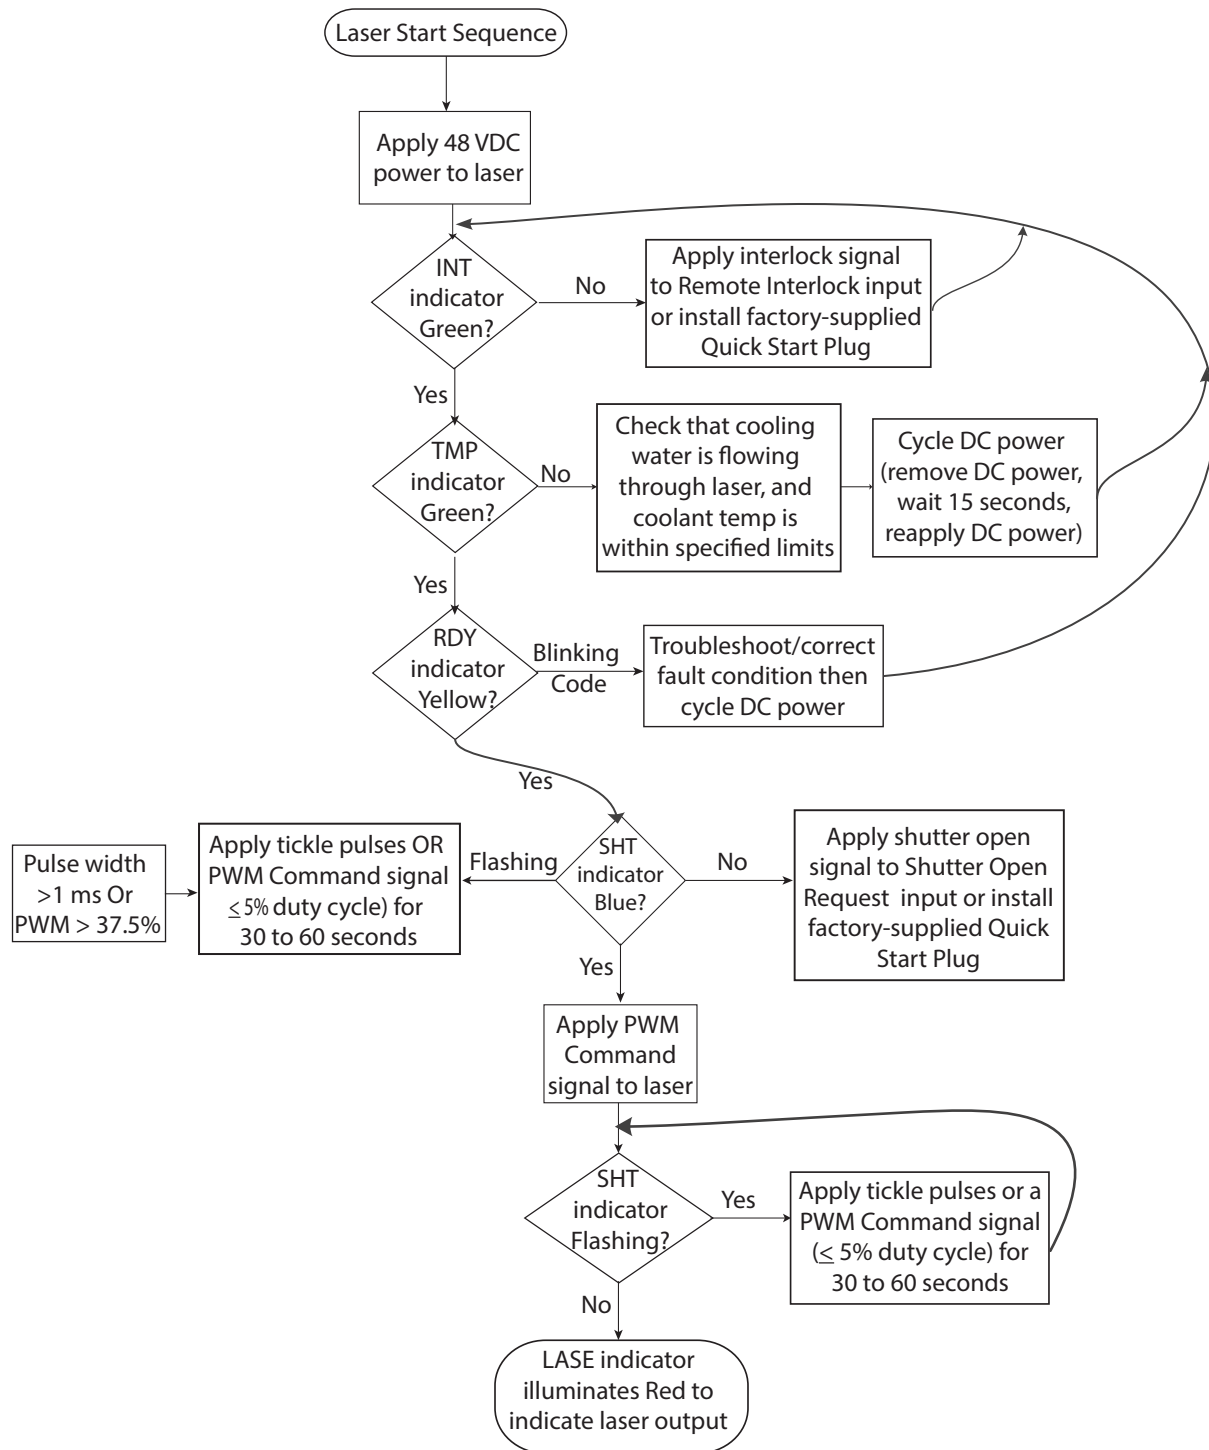 Laser Start Sequence
Apply 48 VDC
power to laser
INT
indicator
Green?
No
Apply interlock signal
to Remote Interlock input
or install factory-supplied
Quick Start Plug
Yes
TMP
indicator
Green?
No
Check that cooling
water is flowing
through laser, and
coolant temp is
within specified limits
Cycle DC power
(remove DC power,
wait 15 seconds,
reapply DC power)
Yes
RDY
indicator
Yellow?
Blinking
Code
Troubleshoot/correct
fault condition then
cycle DC power
Yes
Pulse width
>1 ms Or
PWM > 37.5%
Apply tickle pulses OR
PWM Command signal
≤ 5% duty cycle) for
30 to 60 seconds
Flashing
SHT
indicator
Blue?
No
Apply shutter open
signal to Shutter Open
Request input or install
factory-supplied Quick
Start Plug
Yes
Apply PWM
Command
signal to laser
SHT
indicator
Flashing?
Yes
Apply tickle pulses or a
PWM Command signal
(≤ 5% duty cycle) for
30 to 60 seconds
No
LASE indicator
illuminates Red to
indicate laser output